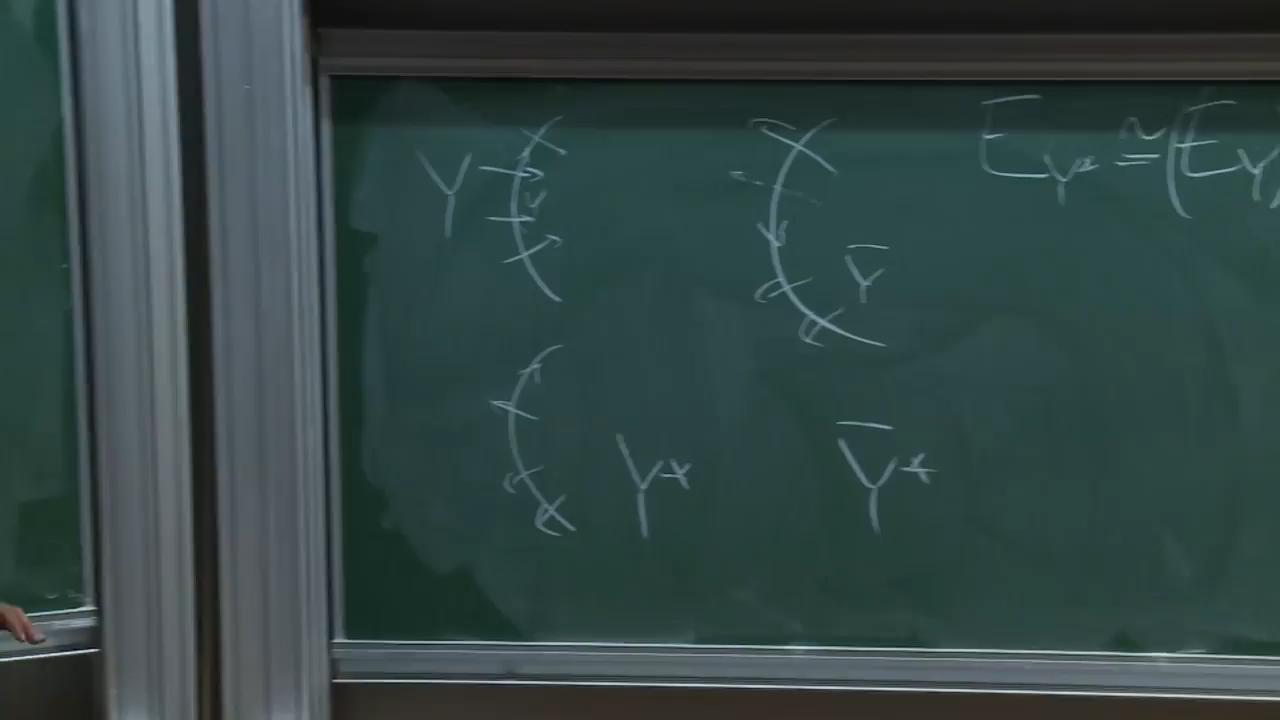 Y
E_{Y*} ≅ (E_Y)
Ȳ
Y*
Ȳ*